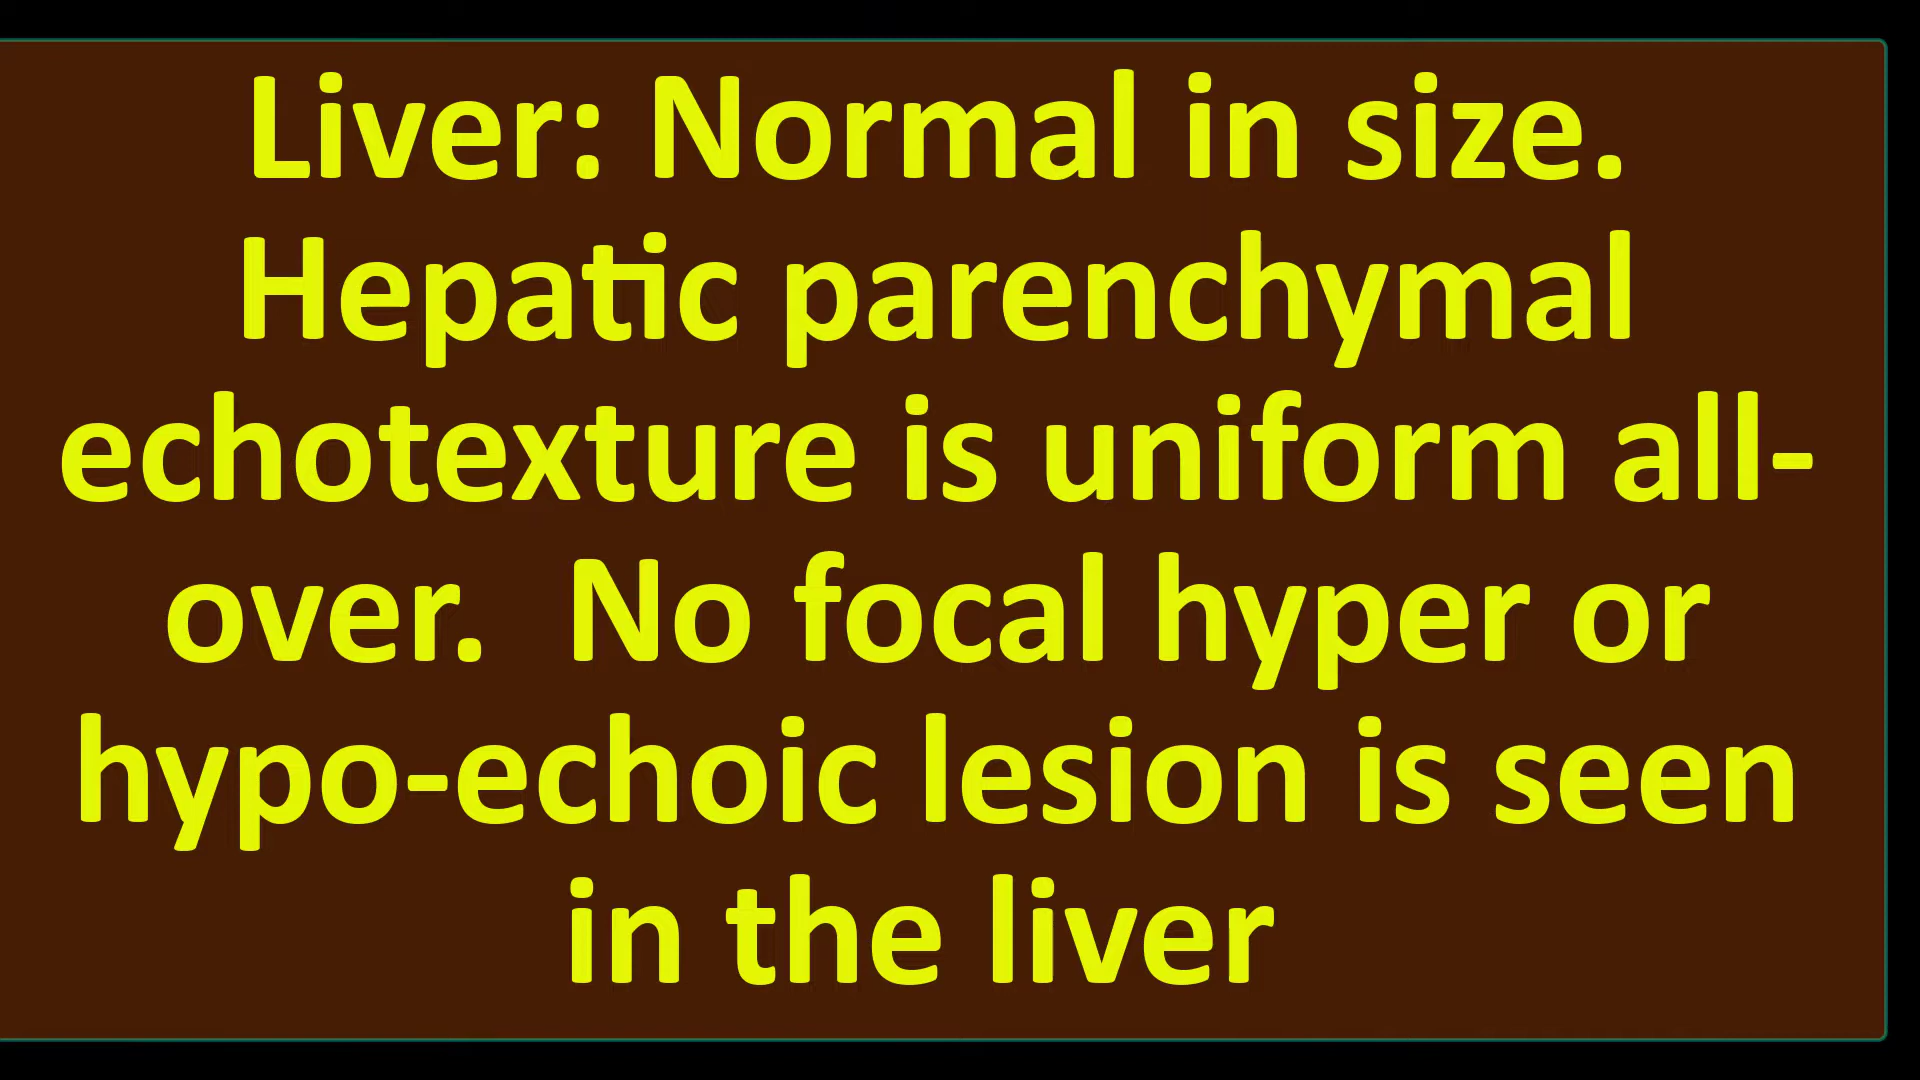 Liver: Normal in size.
Hepatic parenchymal
echotexture is uniform all-
over.  No focal hyper or
hypo-echoic lesion is seen
in the liver